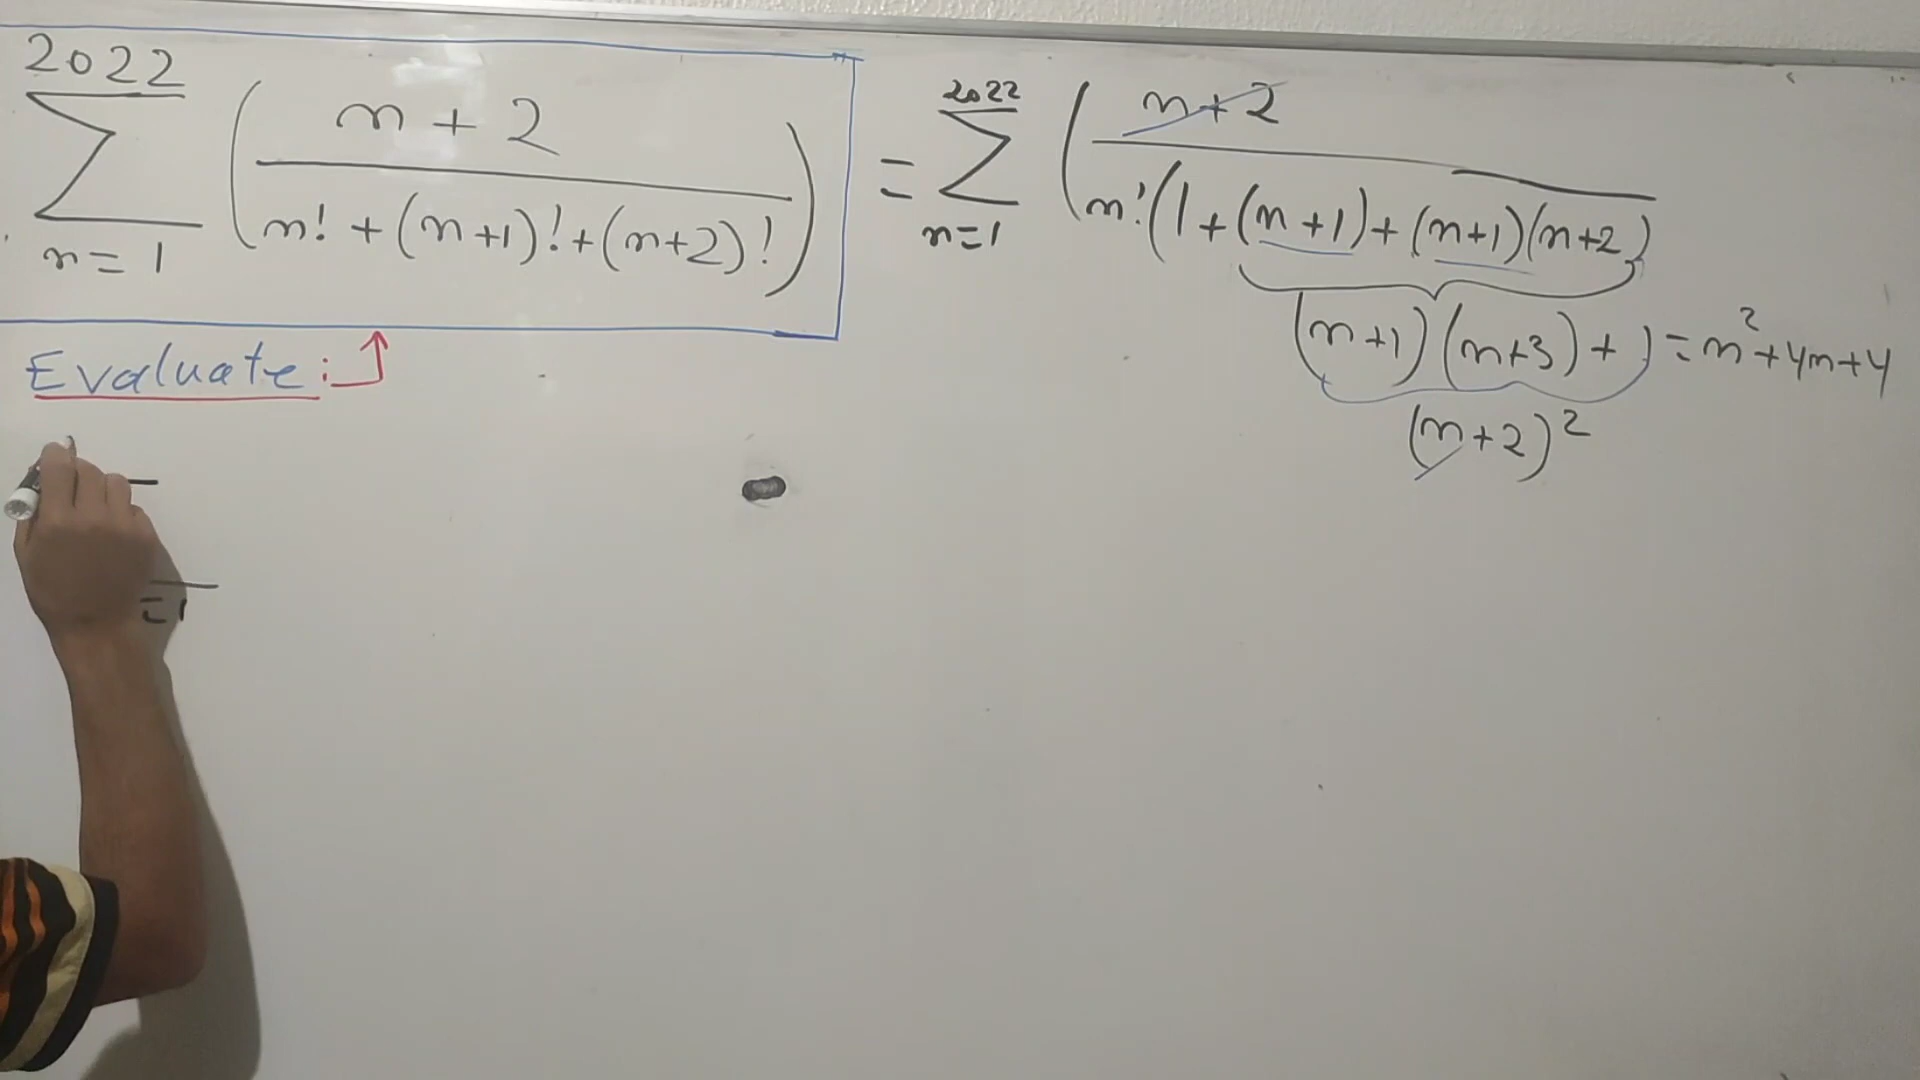 2022
∑ ( n + 2 / n! + (n+1)! + (n+2)! )
n = 1
= 2022
∑ ( n + 2 / n! (1 + (n+1) + (n+1)(n+2)
n=1
(n+1)(n+3) + ) = n² + 4n + 4
(n+2)²
Evaluate:
=1